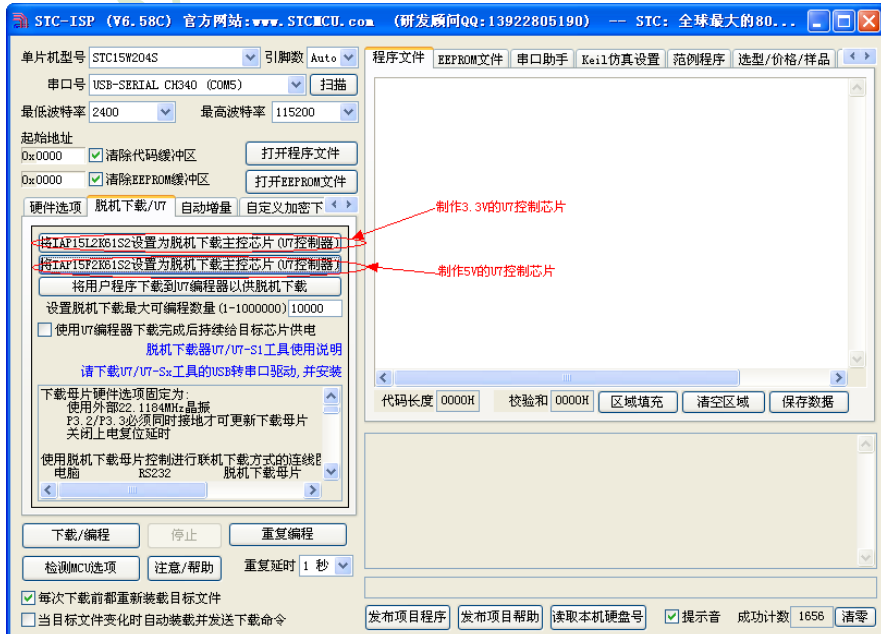 STC-ISP (V6.58C) 官方网站:www.STCMCU.com (研发顾问QQ:13922805190) -- STC: 全球最大的80...
单片机型号 STC15W204S 引脚数 Auto
串口号 USB-SERIAL CH340 (COM5) 扫描
最低波特率 2400 最高波特率 115200
起始地址
0x0000 清除代码缓冲区 打开程序文件
0x0000 清除EEPROM缓冲区 打开EEPROM文件
硬件选项 脱机下载/U7 自动增量 自定义加密下
将IAP15L2K61S2设置为脱机下载主控芯片(U7控制器)
将IAP15F2K61S2设置为脱机下载主控芯片(U7控制器)
将用户程序下载到U7编程器以供脱机下载
设置脱机下载最大可编程数量(1-1000000) 10000
使用U7编程器下载完成后持续给目标芯片供电
脱机下载器U7/U7-S1工具使用说明
请下载U7/U7-Sx工具的USB转串口驱动,并安装
下载母片硬件选项固定为:
使用外部22.1184MHz晶振
P3.2/P3.3必须同时接地才可更新下载母片
关闭上电复位延时
使用脱机下载母片控制进行联机下载方式的连线
电脑 RS232 脱机下载母片
下载/编程 停止 重复编程
检测MCU选项 注意/帮助 重复延时 1 秒
每次下载前都重新装载目标文件
当目标文件变化时自动装载并发送下载命令
程序文件 EEPROM文件 串口助手 Keil仿真设置 范例程序 选型/价格/样品
制作3.3V的U7控制芯片
制作5V的U7控制芯片
代码长度 0000H 校验和 0000H 区域填充 清空区域 保存数据
发布项目程序 发布项目帮助 读取本机硬盘号 提示音 成功计数 1656 清零